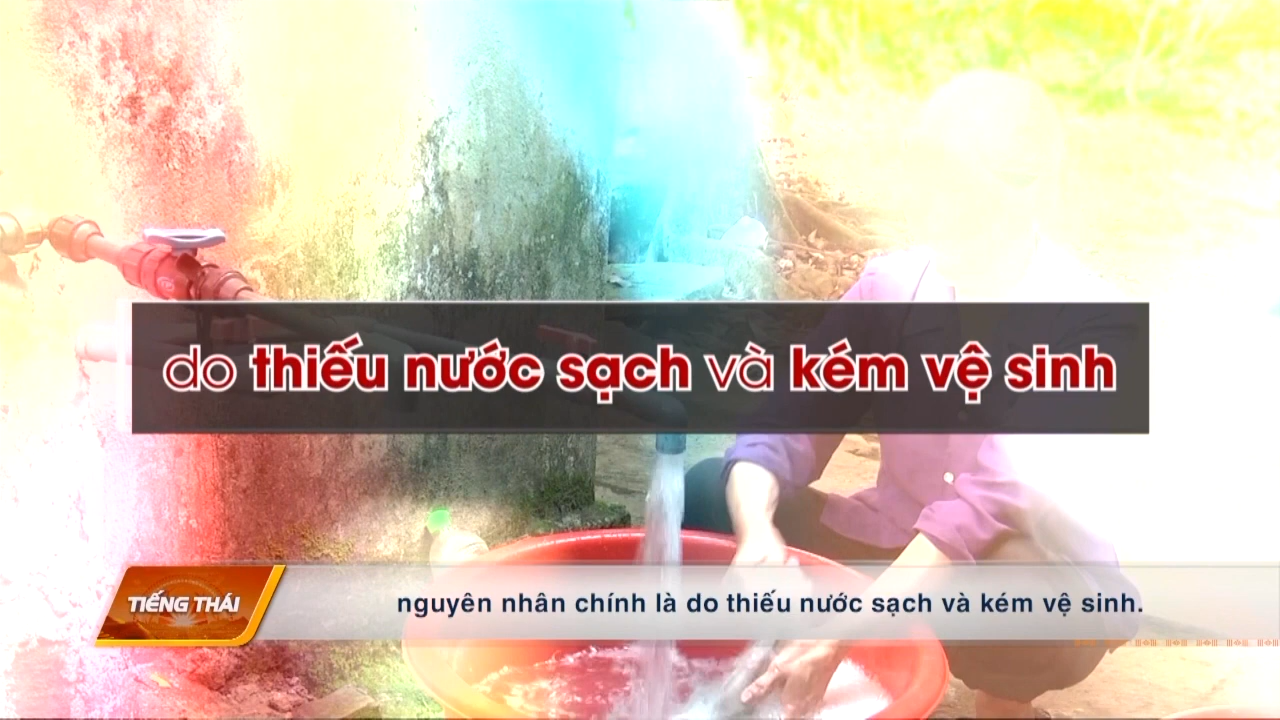 do thiếu nước sạch và kém vệ sinh
TIẾNG THÁI
nguyên nhân chính là do thiếu nước sạch và kém vệ sinh.